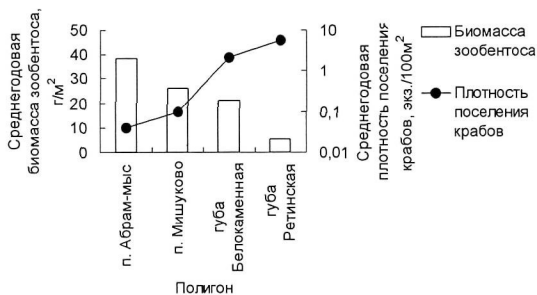 Среднегодовая
биомасса зообентоса,
г/м²
50
40
30
20
10
0
10
1
0,1
0,01
Среднегодовая
плотность поселения
крабов, экз./100м²
Биомасса
зообентоса
Плотность
поселения
крабов
п. Абрам-мыс
п. Мишуково
губа
Белокаменная
губа
Ретинская
Полигон